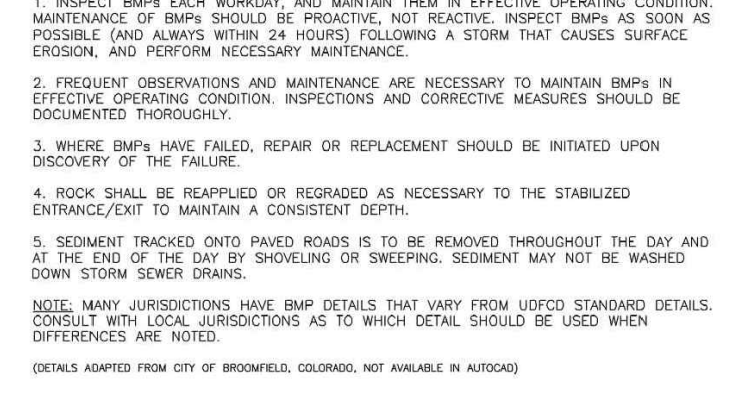 1. INSPECT BMPs EACH WORKDAY, AND MAINTAIN THEM IN EFFECTIVE OPERATING CONDITION.
MAINTENANCE OF BMPs SHOULD BE PROACTIVE, NOT REACTIVE. INSPECT BMPs AS SOON AS
POSSIBLE (AND ALWAYS WITHIN 24 HOURS) FOLLOWING A STORM THAT CAUSES SURFACE
EROSION, AND PERFORM NECESSARY MAINTENANCE.
2. FREQUENT OBSERVATIONS AND MAINTENANCE ARE NECESSARY TO MAINTAIN BMPs IN
EFFECTIVE OPERATING CONDITION. INSPECTIONS AND CORRECTIVE MEASURES SHOULD BE
DOCUMENTED THOROUGHLY.
3. WHERE BMPs HAVE FAILED, REPAIR OR REPLACEMENT SHOULD BE INITIATED UPON
DISCOVERY OF THE FAILURE.
4. ROCK SHALL BE REAPPLIED OR REGRADED AS NECESSARY TO THE STABILIZED
ENTRANCE/EXIT TO MAINTAIN A CONSISTENT DEPTH.
5. SEDIMENT TRACKED ONTO PAVED ROADS IS TO BE REMOVED THROUGHOUT THE DAY AND
AT THE END OF THE DAY BY SHOVELING OR SWEEPING. SEDIMENT MAY NOT BE WASHED
DOWN STORM SEWER DRAINS.
NOTE: MANY JURISDICTIONS HAVE BMP DETAILS THAT VARY FROM UDFCD STANDARD DETAILS.
CONSULT WITH LOCAL JURISDICTIONS AS TO WHICH DETAIL SHOULD BE USED WHEN
DIFFERENCES ARE NOTED.
(DETAILS ADAPTED FROM CITY OF BROOMFIELD, COLORADO, NOT AVAILABLE IN AUTOCAD)